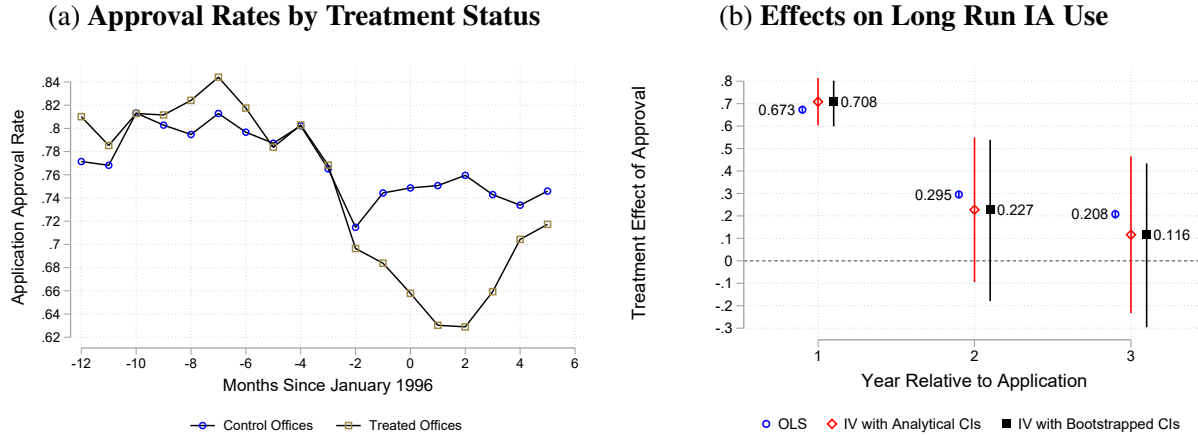 (a) Approval Rates by Treatment Status
Application Approval Rate
.84
.82
.8
.78
.76
.74
.72
.7
.68
.66
.64
.62
-12 -10 -8 -6 -4 -2 0 2 4 6
Months Since January 1996
Control Offices Treated Offices
(b) Effects on Long Run IA Use
Treatment Effect of Approval
.8
.7
.6
.5
.4
.3
.2
.1
0
-.1
-.2
-.3
0.673 0.708
0.295 0.227
0.208 0.116
1 2 3
Year Relative to Application
OLS IV with Analytical CIs IV with Bootstrapped CIs